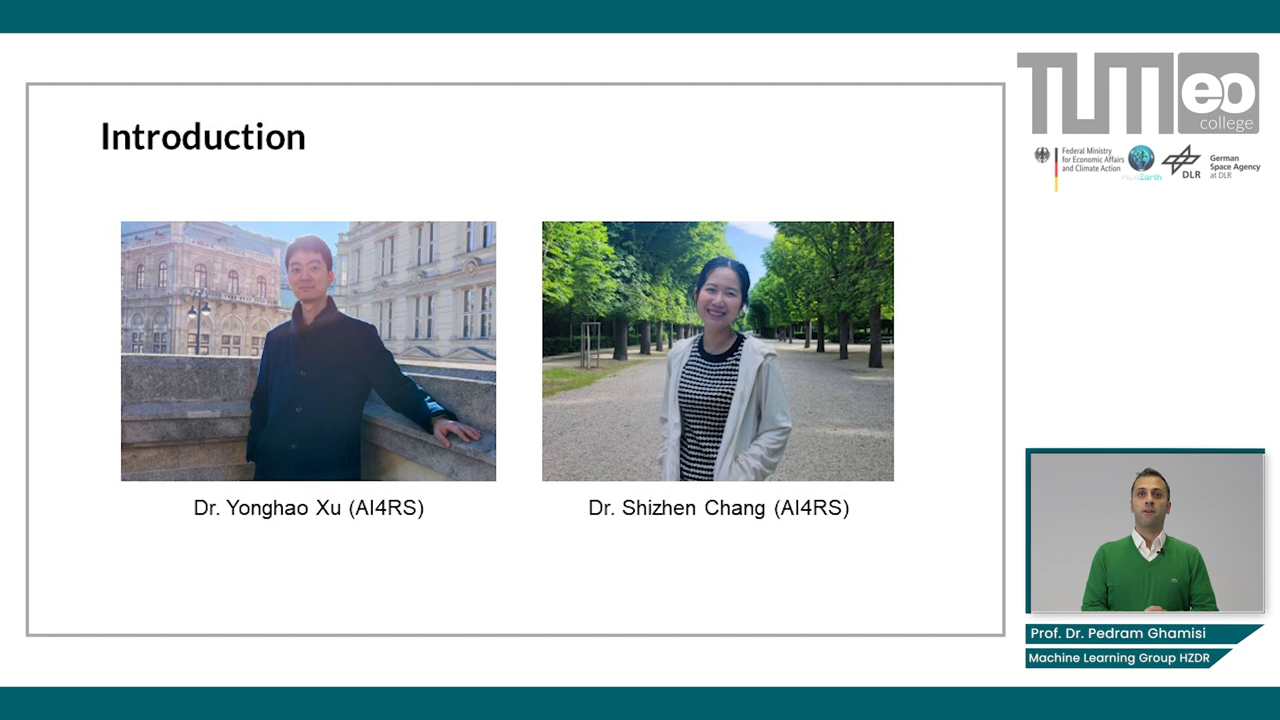 Introduction
Dr. Yonghao Xu (AI4RS)
Dr. Shizhen Chang (AI4RS)
TUM
eo
college
Federal Ministry
for Economic Affairs
and Climate Action
ML4Earth
DLR
German
Space Agency
at DLR
Prof. Dr. Pedram Ghamisi
Machine Learning Group HZDR